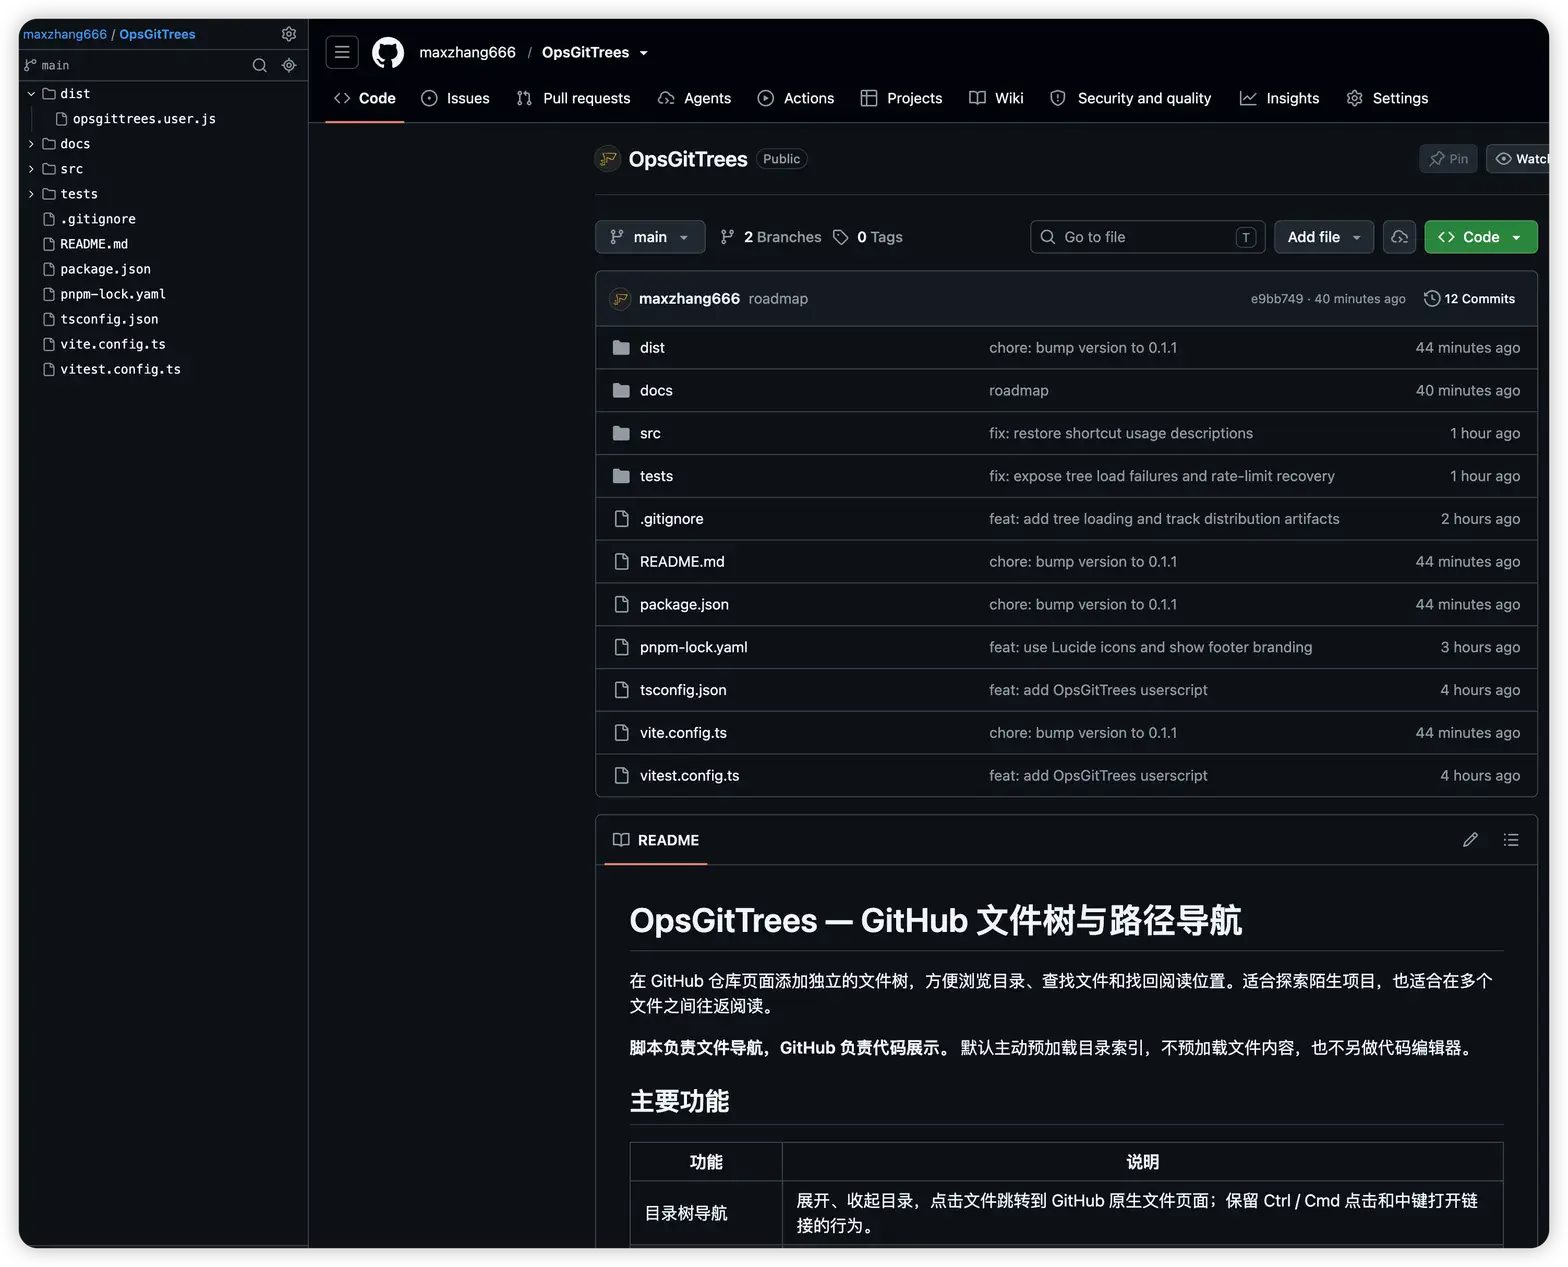 maxzhang666 / OpsGitTrees
main
dist
opsgittrees.user.js
docs
src
tests
.gitignore
README.md
package.json
pnpm-lock.yaml
tsconfig.json
vite.config.ts
vitest.config.ts
maxzhang666 / OpsGitTrees
Code Issues Pull requests Agents Actions Projects Wiki Security and quality Insights Settings
OpsGitTrees Public Pin Watch
main 2 Branches 0 Tags Go to file T Add file Code
maxzhang666 roadmap e9bb749 · 40 minutes ago 12 Commits
dist chore: bump version to 0.1.1 44 minutes ago
docs roadmap 40 minutes ago
src fix: restore shortcut usage descriptions 1 hour ago
tests fix: expose tree load failures and rate-limit recovery 1 hour ago
.gitignore feat: add tree loading and track distribution artifacts 2 hours ago
README.md chore: bump version to 0.1.1 44 minutes ago
package.json chore: bump version to 0.1.1 44 minutes ago
pnpm-lock.yaml feat: use Lucide icons and show footer branding 3 hours ago
tsconfig.json feat: add OpsGitTrees userscript 4 hours ago
vite.config.ts chore: bump version to 0.1.1 44 minutes ago
vitest.config.ts feat: add OpsGitTrees userscript 4 hours ago
README
OpsGitTrees — GitHub 文件树与路径导航
在 GitHub 仓库页面添加独立的文件树，方便浏览目录、查找文件和找回阅读位置。适合探索陌生项目，也适合在多个
文件之间往返阅读。
脚本负责文件导航，GitHub 负责代码展示。 默认主动预加载目录索引，不预加载文件内容，也不另做代码编辑器。
主要功能
功能 说明
目录树导航 展开、收起目录，点击文件跳转到 GitHub 原生文件页面；保留 Ctrl / Cmd 点击和中键打开链
接的行为。